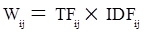 Wij = TFij × IDFij